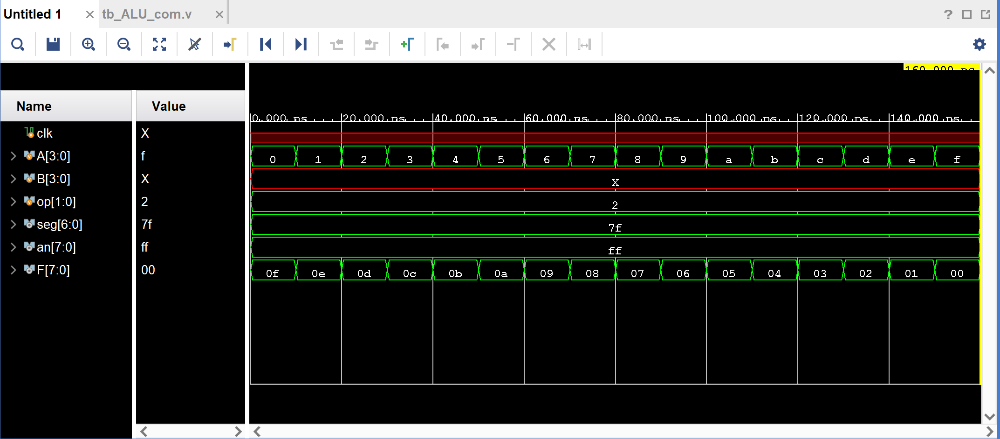 Untitled 1 tb_ALU_com.v ?
160.000 ns
Name Value
0.000 ns 20.000 ns 40.000 ns 60.000 ns 80.000 ns 100.000 ns 120.000 ns 140.000 ns
clk X
A[3:0] f 0 1 2 3 4 5 6 7 8 9 a b c d e f
B[3:0] X X
op[1:0] 2 2
seg[6:0] 7f 7f
an[7:0] ff ff
F[7:0] 00 0f 0e 0d 0c 0b 0a 09 08 07 06 05 04 03 02 01 00